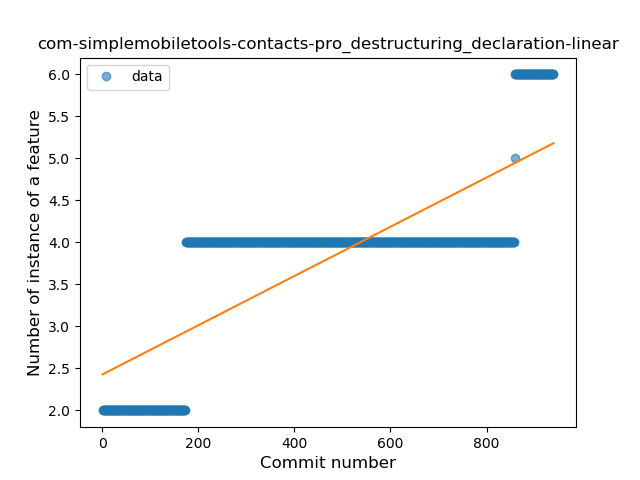 com-simplemobiletools-contacts-pro_destructuring_declaration-linear
data
Number of instance of a feature
6.0
5.5
5.0
4.5
4.0
3.5
3.0
2.5
2.0
0 200 400 600 800
Commit number